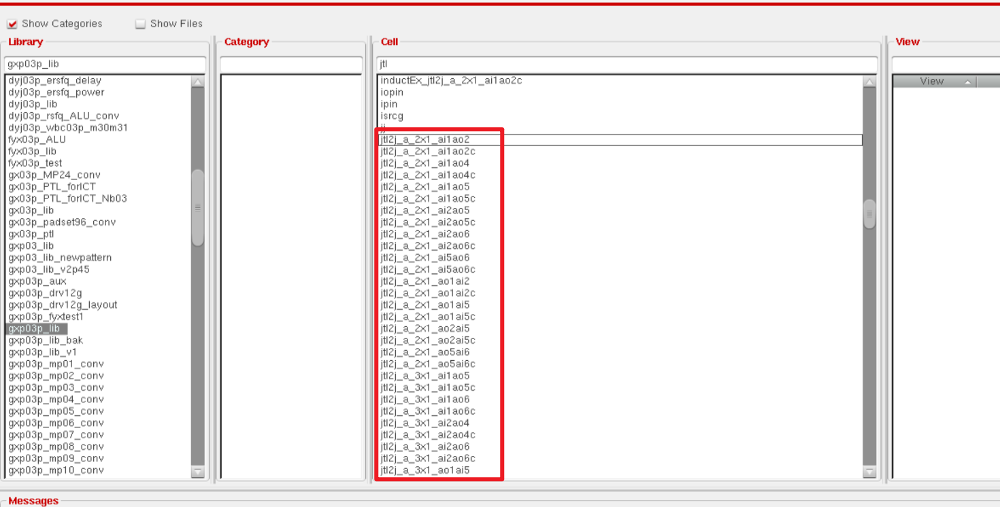 Show Categories
Show Files
Library
gxp03p_lib
dyj03p_ersfq_delay
dyj03p_ersfq_power
dyj03p_lib
dyj03p_rsfq_ALU_conv
dyj03p_wbc03p_m30m31
fyx03p_ALU
fyx03p_lib
fyx03p_test
gx03p_MP24_conv
gx03p_PTL_forICT
gx03p_PTL_forICT_Nb03
gx03p_lib
gx03p_padset96_conv
gx03p_ptl
gxp03_lib
gxp03_lib_newpattern
gxp03_lib_v2p45
gxp03p_aux
gxp03p_drv12g
gxp03p_drv12g_layout
gxp03p_fyxtest1
gxp03p_lib
gxp03p_lib_bak
gxp03p_lib_v1
gxp03p_mp01_conv
gxp03p_mp02_conv
gxp03p_mp03_conv
gxp03p_mp04_conv
gxp03p_mp05_conv
gxp03p_mp06_conv
gxp03p_mp07_conv
gxp03p_mp08_conv
gxp03p_mp09_conv
gxp03p_mp10_conv
Category
Cell
jtl
inductEx_jtl2j_a_2x1_ai1ao2c
iopin
ipin
isrcg
jj
jtl2j_a_2x1_ai1ao2
jtl2j_a_2x1_ai1ao2c
jtl2j_a_2x1_ai1ao4
jtl2j_a_2x1_ai1ao4c
jtl2j_a_2x1_ai1ao5
jtl2j_a_2x1_ai1ao5c
jtl2j_a_2x1_ai2ao5
jtl2j_a_2x1_ai2ao5c
jtl2j_a_2x1_ai2ao6
jtl2j_a_2x1_ai2ao6c
jtl2j_a_2x1_ai5ao6
jtl2j_a_2x1_ai5ao6c
jtl2j_a_2x1_ao1ai2
jtl2j_a_2x1_ao1ai2c
jtl2j_a_2x1_ao1ai5
jtl2j_a_2x1_ao1ai5c
jtl2j_a_2x1_ao2ai5
jtl2j_a_2x1_ao2ai5c
jtl2j_a_2x1_ao5ai6
jtl2j_a_2x1_ao5ai6c
jtl2j_a_3x1_ai1ao5
jtl2j_a_3x1_ai1ao5c
jtl2j_a_3x1_ai1ao6
jtl2j_a_3x1_ai1ao6c
jtl2j_a_3x1_ai2ao4
jtl2j_a_3x1_ai2ao4c
jtl2j_a_3x1_ai2ao6
jtl2j_a_3x1_ai2ao6c
jtl2j_a_3x1_ao1ai5
View
View
Messages